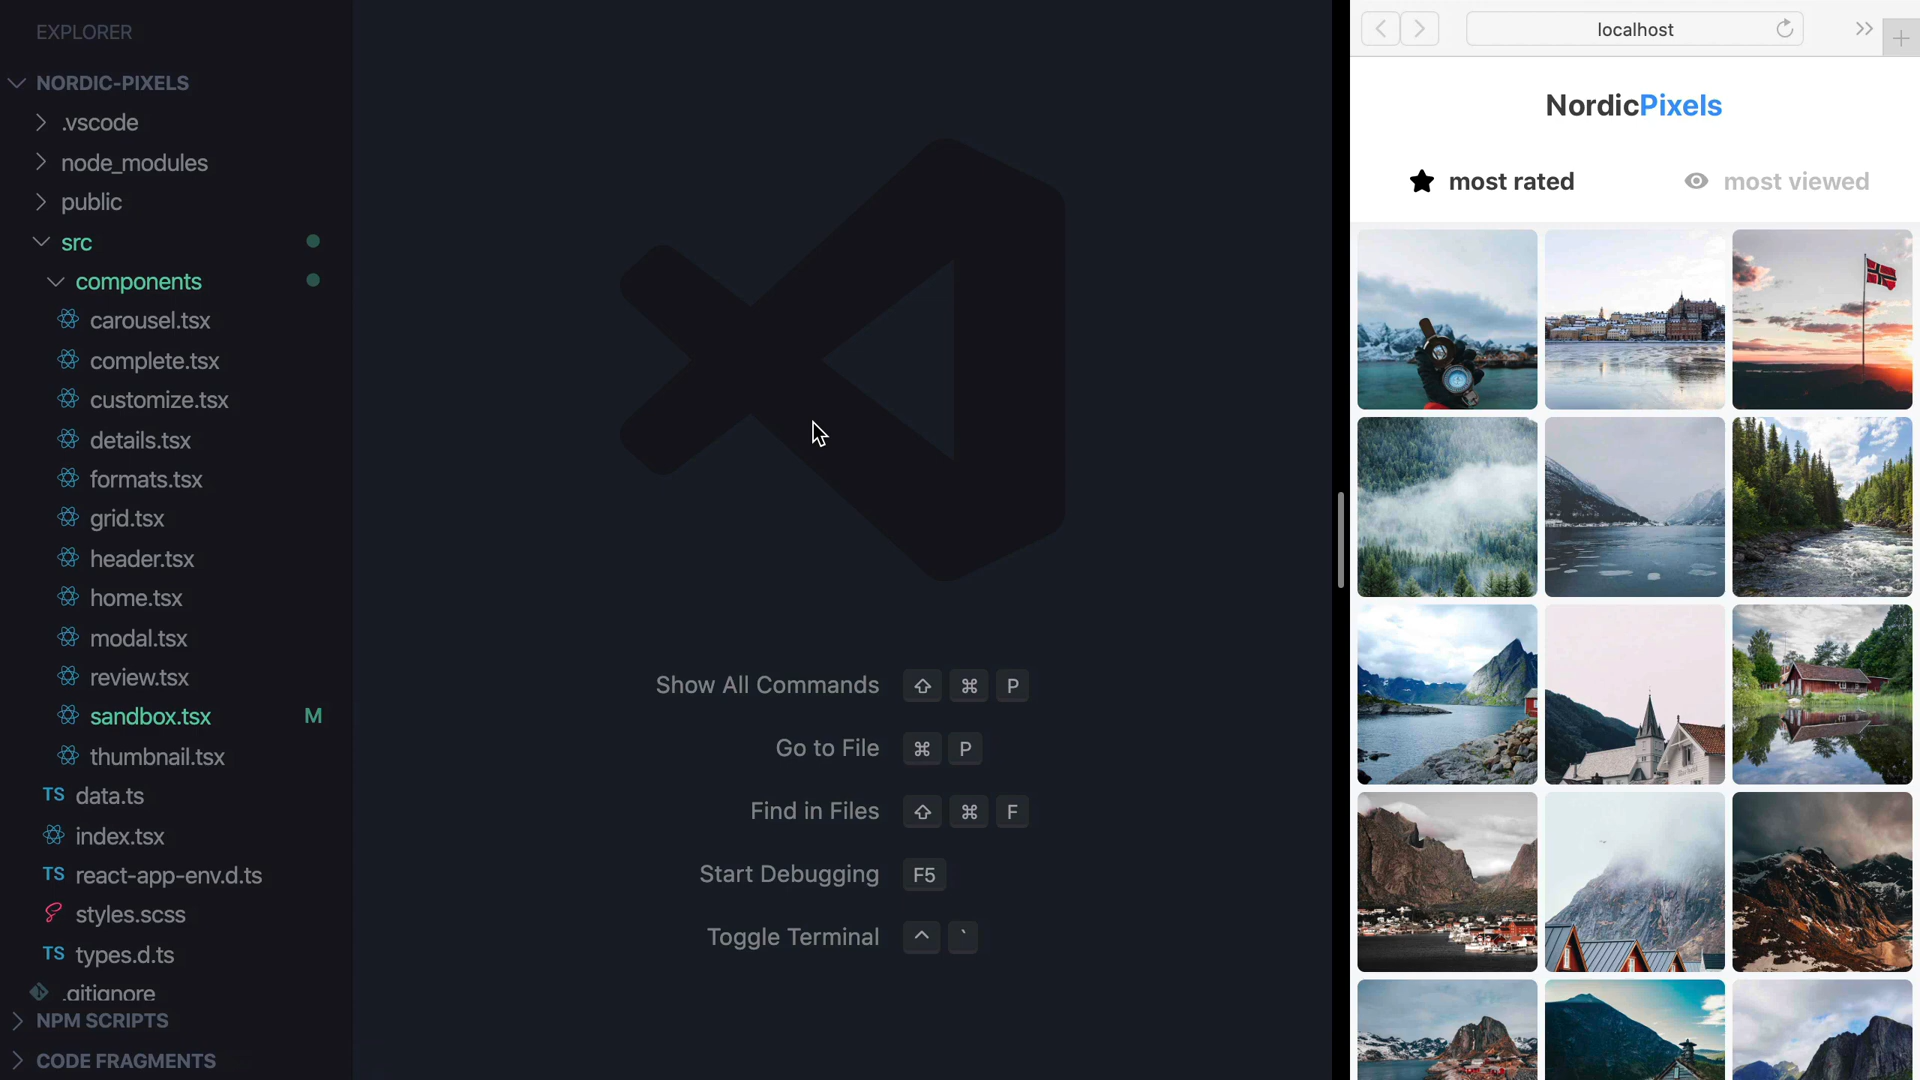 EXPLORER
NORDIC-PIXELS
.vscode
node_modules
public
src
components
carousel.tsx
complete.tsx
customize.tsx
details.tsx
formats.tsx
grid.tsx
header.tsx
home.tsx
modal.tsx
review.tsx
sandbox.tsx M
thumbnail.tsx
TS data.ts
index.tsx
TS react-app-env.d.ts
styles.scss
TS types.d.ts
.gitignore
NPM SCRIPTS
CODE FRAGMENTS
Show All Commands ⇧ ⌘ P
Go to File ⌘ P
Find in Files ⇧ ⌘ F
Start Debugging F5
Toggle Terminal ^ `
localhost
NordicPixels
most rated
most viewed